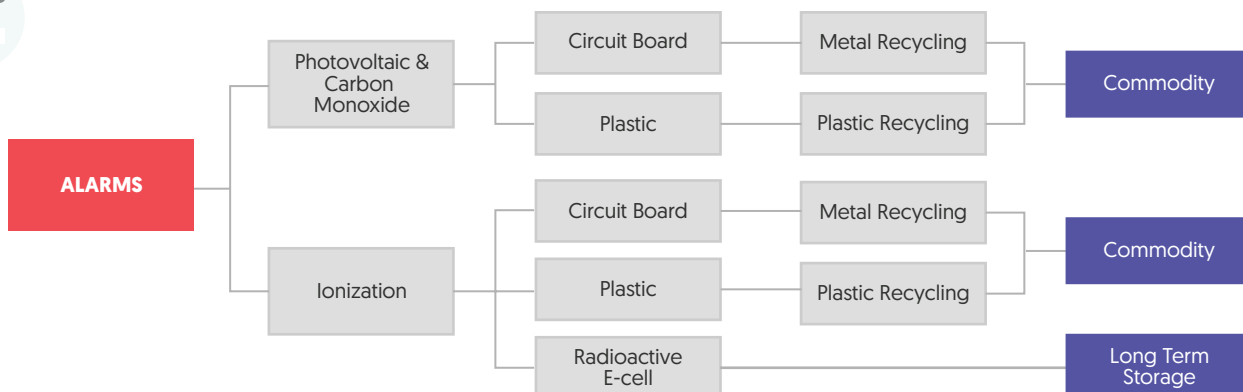 ALARMS
Photovoltaic &
Carbon
Monoxide
Circuit Board
Metal Recycling
Plastic
Plastic Recycling
Commodity
Ionization
Circuit Board
Metal Recycling
Plastic
Plastic Recycling
Commodity
Radioactive
E-cell
Long Term
Storage